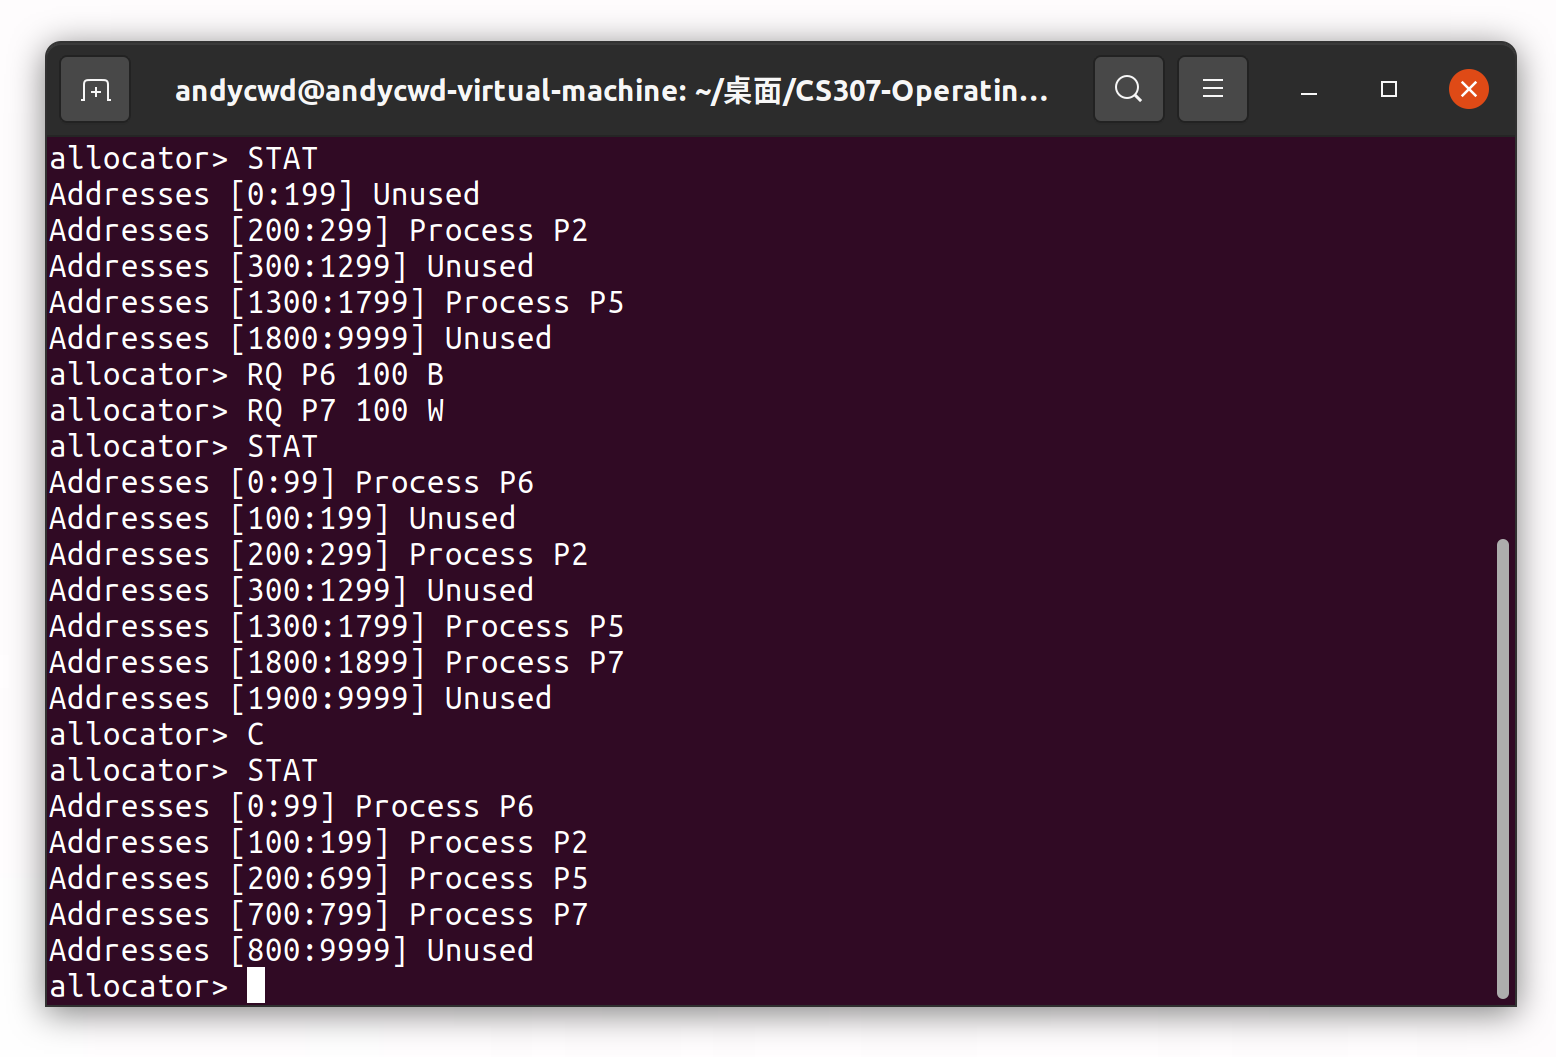 andycwd@andycwd-virtual-machine: ~/桌面/CS307-Operatin...
allocator> STAT
Addresses [0:199] Unused
Addresses [200:299] Process P2
Addresses [300:1299] Unused
Addresses [1300:1799] Process P5
Addresses [1800:9999] Unused
allocator> RQ P6 100 B
allocator> RQ P7 100 W
allocator> STAT
Addresses [0:99] Process P6
Addresses [100:199] Unused
Addresses [200:299] Process P2
Addresses [300:1299] Unused
Addresses [1300:1799] Process P5
Addresses [1800:1899] Process P7
Addresses [1900:9999] Unused
allocator> C
allocator> STAT
Addresses [0:99] Process P6
Addresses [100:199] Process P2
Addresses [200:699] Process P5
Addresses [700:799] Process P7
Addresses [800:9999] Unused
allocator>